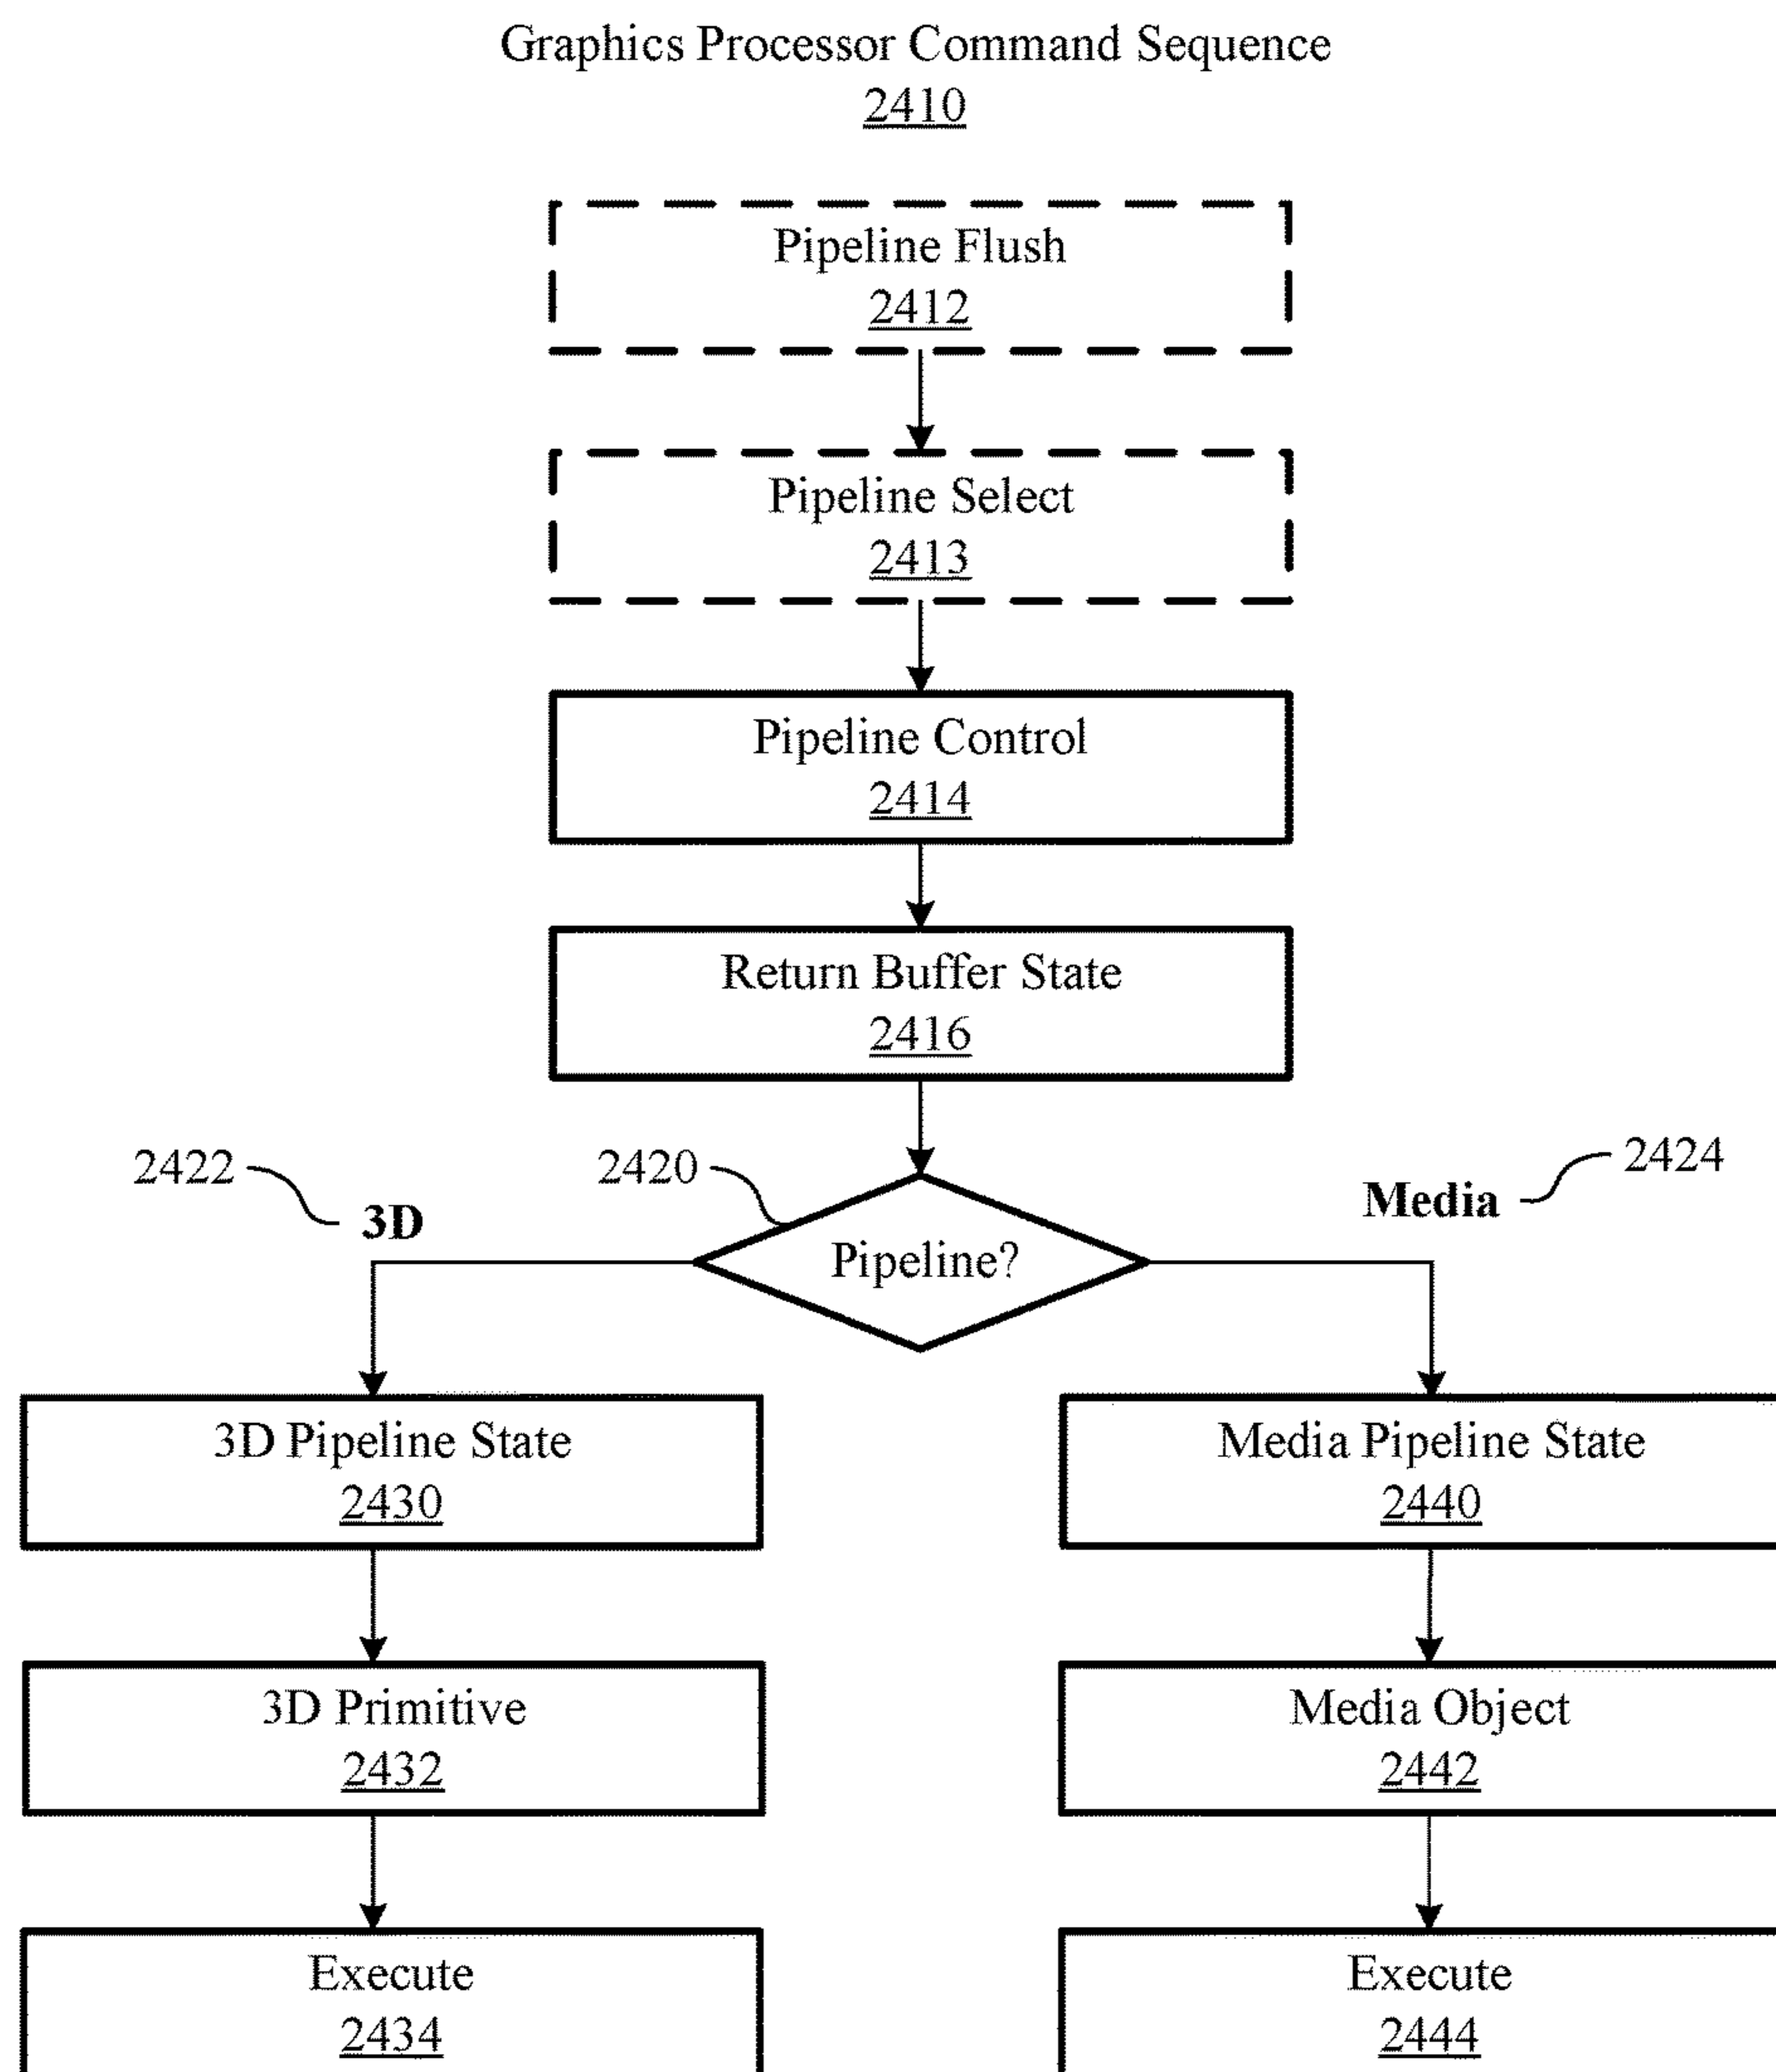 Graphics Processor Command Sequence
2410
Pipeline Flush
2412
Pipeline Select
2413
Pipeline Control
2414
Return Buffer State
2416
2422
3D
2420
Pipeline?
Media
2424
3D Pipeline State
2430
Media Pipeline State
2440
3D Primitive
2432
Media Object
2442
Execute
2434
Execute
2444